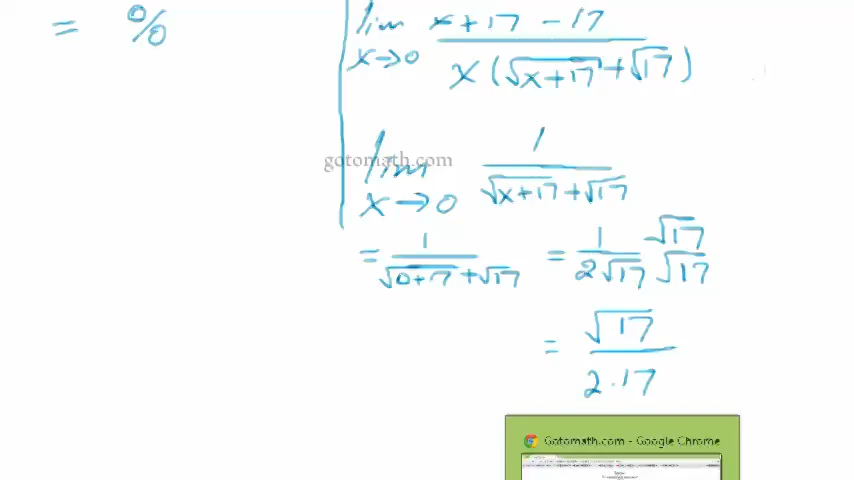 = 0/0
lim x→0 (x+17 -17)/(x(√(x+17)+√17))
gotomath.com
lim x→0 1/(√(x+17)+√17)
= 1/(√(0+17)+√17) = 1/(2√17) √17/√17
= √17/(2·17)
Gotomath.com - Google Chrome